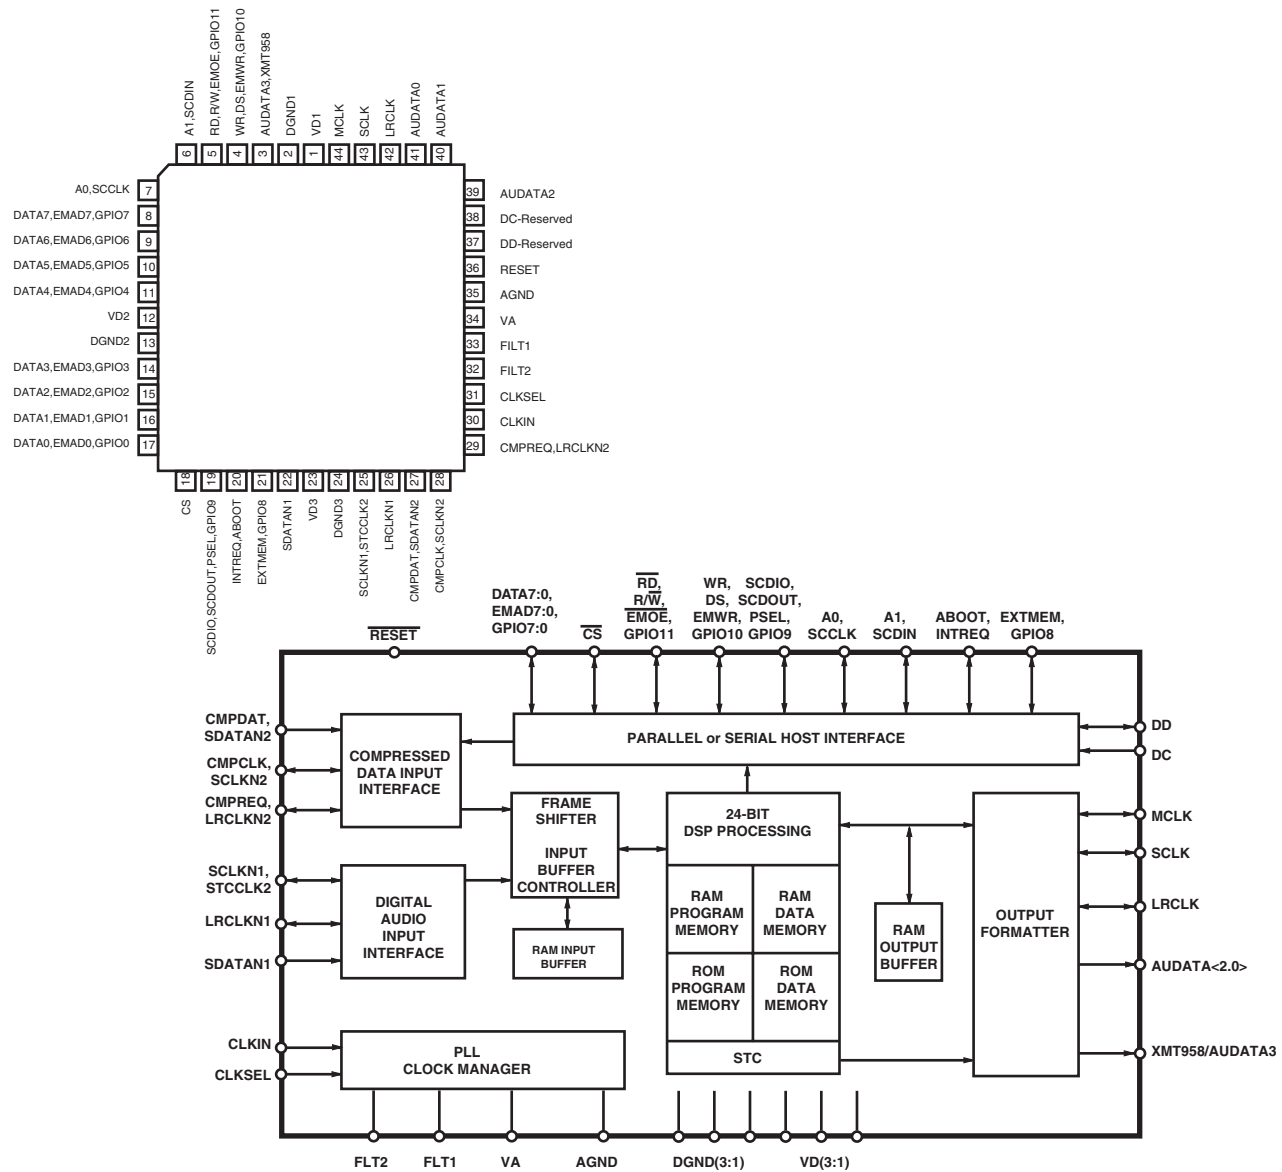 A1,SCDIN
RD,R/W,EMOE,GPIO11
WR,DS,EMWR,GPIO10
AUDATA3,XMT958
DGND1
VD1
MCLK
SCLK
LRCLK
AUDATA0
AUDATA1
6 5 4 3 2 1 44 43 42 41 40
A0,SCCLK 7
DATA7,EMAD7,GPIO7 8
DATA6,EMAD6,GPIO6 9
DATA5,EMAD5,GPIO5 10
DATA4,EMAD4,GPIO4 11
VD2 12
DGND2 13
DATA3,EMAD3,GPIO3 14
DATA2,EMAD2,GPIO2 15
DATA1,EMAD1,GPIO1 16
DATA0,EMAD0,GPIO0 17
39 AUDATA2
38 DC-Reserved
37 DD-Reserved
36 RESET
35 AGND
34 VA
33 FILT1
32 FILT2
31 CLKSEL
30 CLKIN
29 CMPREQ,LRCLKN2
18 19 20 21 22 23 24 25 26 27 28
CS
SCDIO,SCDOUT,PSEL,GPIO9
INTREQ,ABOOT
EXTMEM,GPIO8
SDATAN1
VD3
DGND3
SCLKN1,STCCLK2
LRCLKN1
CMPDAT,SDATAN2
CMPCLK,SCLKN2
RESET
DATA7:0,
EMAD7:0,
GPIO7:0
CS
RD,
R/W,
EMOE,
GPIO11
WR,
DS,
EMWR,
GPIO10
SCDIO,
SCDOUT,
PSEL,
GPIO9
A0,
SCCLK
A1,
SCDIN
ABOOT,
INTREQ
EXTMEM,
GPIO8
CMPDAT,
SDATAN2
CMPCLK,
SCLKN2
CMPREQ,
LRCLKN2
SCLKN1,
STCCLK2
LRCLKN1
SDATAN1
CLKIN
CLKSEL
COMPRESSED
DATA INPUT
INTERFACE
DIGITAL
AUDIO
INPUT
INTERFACE
PLL
CLOCK MANAGER
PARALLEL or SERIAL HOST INTERFACE
FRAME
SHIFTER
INPUT
BUFFER
CONTROLLER
RAM INPUT
BUFFER
24-BIT
DSP PROCESSING
RAM
PROGRAM
MEMORY
RAM
DATA
MEMORY
ROM
PROGRAM
MEMORY
ROM
DATA
MEMORY
STC
RAM
OUTPUT
BUFFER
OUTPUT
FORMATTER
DD
DC
MCLK
SCLK
LRCLK
AUDATA<2.0>
XMT958/AUDATA3
FLT2
FLT1
VA
AGND
DGND(3:1)
VD(3:1)